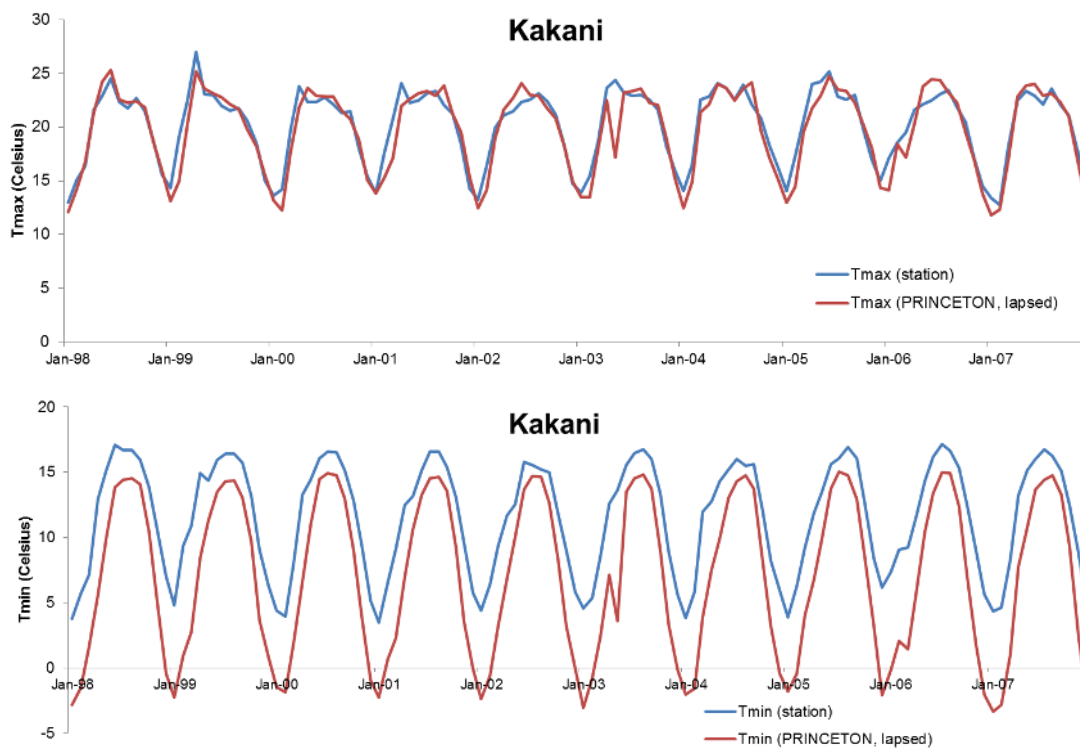 Kakani
30
25
20
15
10
5
0
Tmax (Celsius)
Tmax (station)
Tmax (PRINCETON, lapsed)
Jan-98 Jan-99 Jan-00 Jan-01 Jan-02 Jan-03 Jan-04 Jan-05 Jan-06 Jan-07
Kakani
20
15
10
5
0
-5
Tmin (Celsius)
Jan-98 Jan-99 Jan-00 Jan-01 Jan-02 Jan-03 Jan-04 Jan-05 Jan-06 Jan-07
Tmin (station)
Tmin (PRINCETON, lapsed)